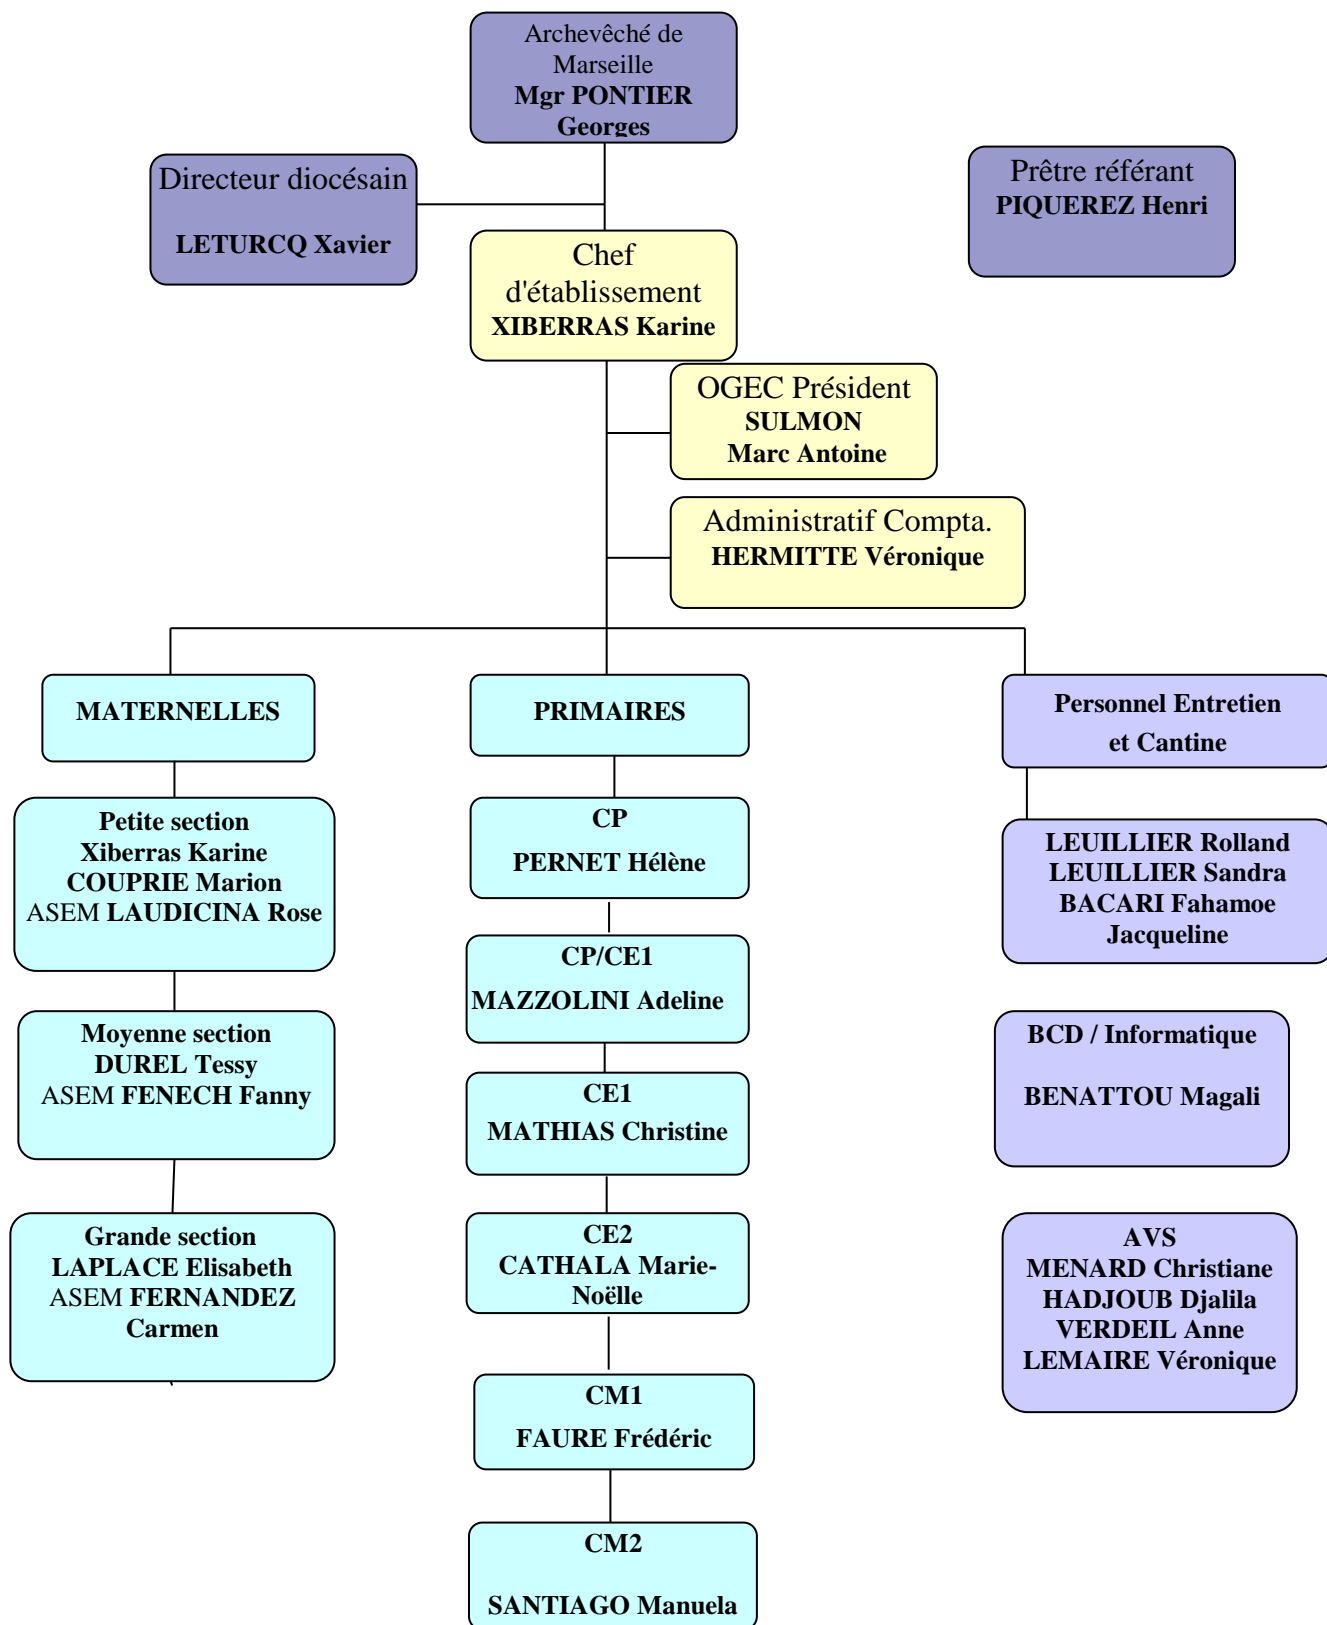 Archevêché de
Marseille
Mgr PONTIER
Georges
Directeur diocésain
LETURCQ Xavier
Prêtre référant
PIQUEREZ Henri
Chef
d'établissement
XIBERRAS Karine
OGEC Président
SULMON
Marc Antoine
Administratif Compta.
HERMITTE Véronique
MATERNELLES
Petite section
Xiberras Karine
COUPRIE Marion
ASEM LAUDICINA Rose
Moyenne section
DUREL Tessy
ASEM FENECH Fanny
Grande section
LAPLACE Elisabeth
ASEM FERNANDEZ
Carmen
PRIMAIRES
CP
PERNET Hélène
CP/CE1
MAZZOLINI Adeline
CE1
MATHIAS Christine
CE2
CATHALA Marie-
Noëlle
CM1
FAURE Frédéric
CM2
SANTIAGO Manuela
Personnel Entretien
et Cantine
LEUILLIER Rolland
LEUILLIER Sandra
BACARI Fahamoe
Jacqueline
BCD / Informatique
BENATTOU Magali
AVS
MENARD Christiane
HADJOUB Djalila
VERDEIL Anne
LEMAIRE Véronique